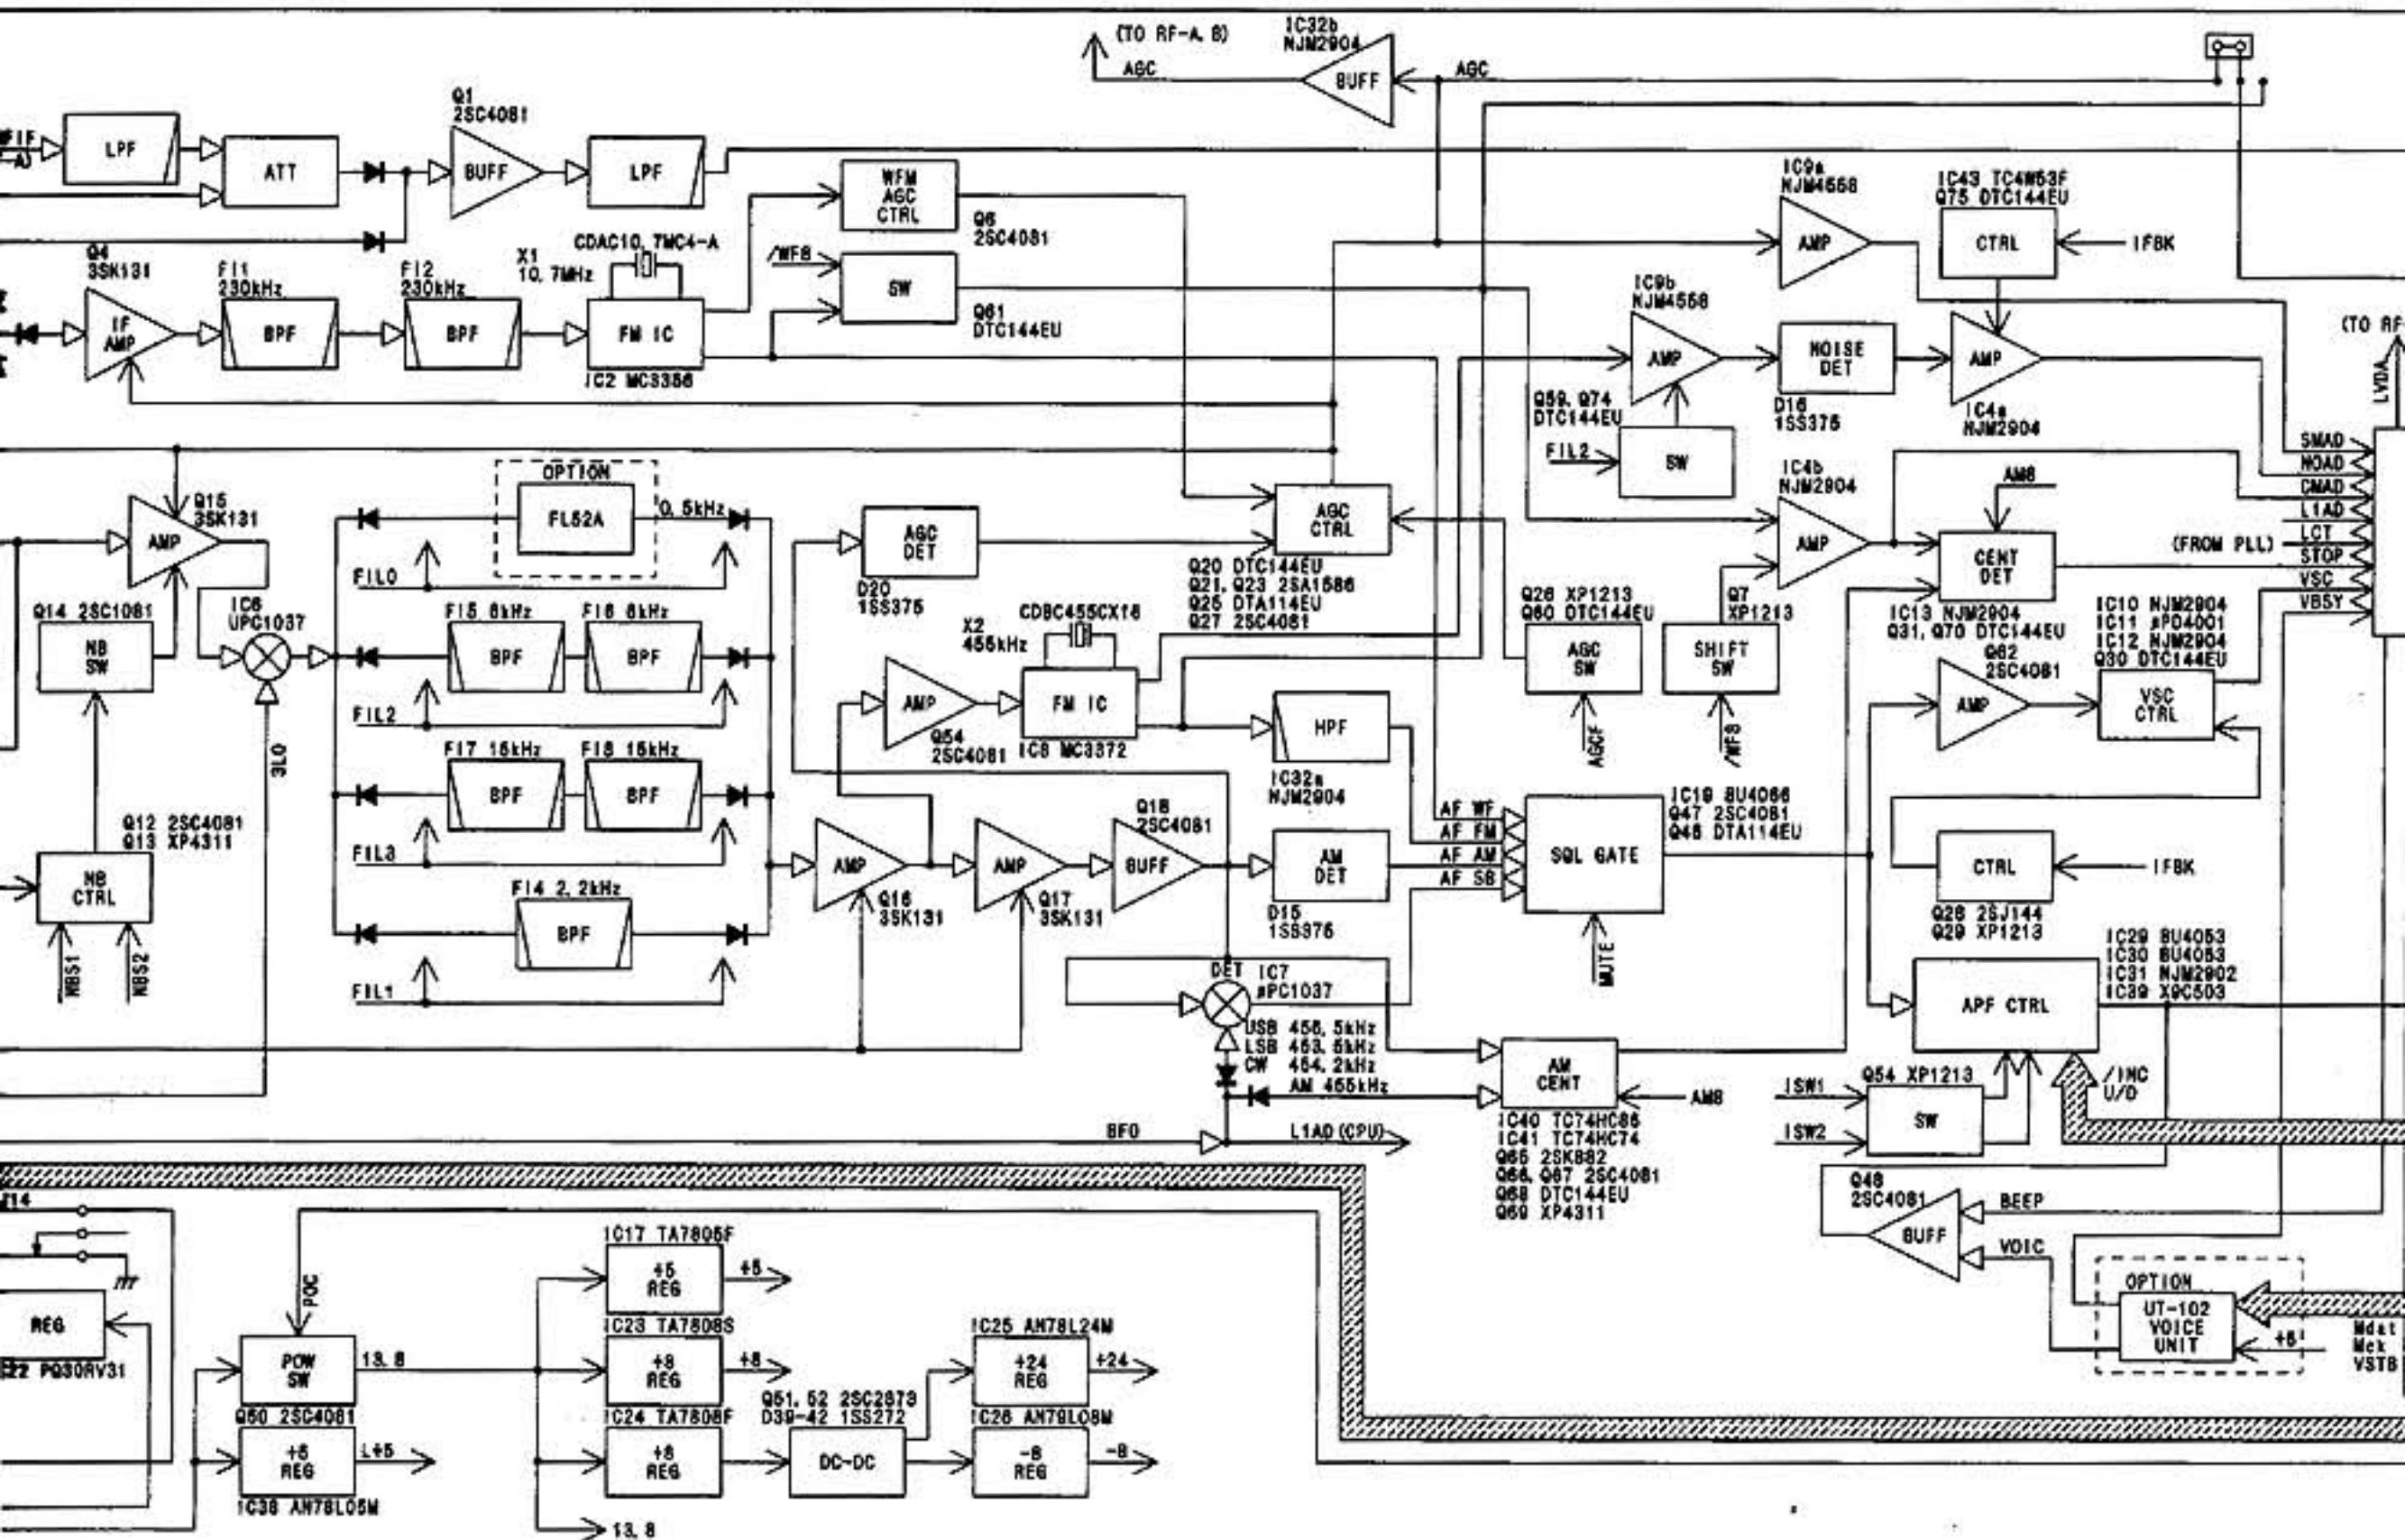 (TO RF-A, B)
AGC
IC32b
NJM2904
BUFF
AGC
LPF
ATT
Q1
2SC4081
BUFF
LPF
WFM
AGC
CTRL
Q6
2SC4081
/WF8
SW
Q61
DTC144EU
Q4
3SK131
IF
AMP
FI1
230kHz
BPF
FI2
230kHz
BPF
X1
10.7MHz
CDAC10.7MC4-A
FM IC
IC2 MC3356
IC9a
NJM4558
AMP
IC43 TC4W53F
Q75 DTC144EU
CTRL
IFBK
IC9b
NJM4558
AMP
NOISE
DET
D16
1SS375
AMP
IC4a
NJM2904
(TO RF
LVDA
Q59, Q74
DTC144EU
FIL2
SW
IC4b
NJM2904
AMP
AM8
CENT
DET
IC13 NJM2904
Q31, Q70 DTC144EU
SMAD
NOAD
CMAD
L1AD
LCT
(FROM PLL)
STOP
VSC
VBSY
Q15
3SK131
AMP
Q14 2SC1081
NB
SW
IC6
UPC1037
3LO
Q12 2SC4081
Q13 XP4311
NB
CTRL
NBS1
NBS2
OPTION
FL52A
0.5kHz
FIL0
FI5 6kHz
FI6 6kHz
BPF
BPF
FIL2
FI7 15kHz
FI8 15kHz
BPF
BPF
FIL3
FI4 2.2kHz
BPF
FIL1
AGC
DET
D20
1SS375
AGC
CTRL
Q20 DTC144EU
Q21, Q23 2SA1586
Q25 DTA114EU
Q27 2SC4081
X2
455kHz
CDBC455CX16
AMP
Q54
2SC4081
FM IC
IC8 MC3372
HPF
IC32a
NJM2904
Q26 XP1213
Q60 DTC144EU
AGC
SW
AGCF
Q7
XP1213
SHIFT
SW
/WF8
Q62
2SC4081
AMP
IC10 NJM2904
IC11 µPD4001
IC12 NJM2904
Q30 DTC144EU
VSC
CTRL
AMP
Q16
3SK131
AMP
Q17
3SK131
Q18
2SC4081
BUFF
AM
DET
D15
1SS375
AF WF
AF FM
AF AM
AF SB
SQL GATE
IC19 BU4066
Q47 2SC4081
Q46 DTA114EU
MUTE
CTRL
IFBK
Q28 2SJ144
Q29 XP1213
DET
IC7
µPC1037
USB 456.5kHz
LSB 453.5kHz
CW 454.2kHz
AM 455kHz
BFO
L1AD (CPU)
AM
CENT
AM8
IC40 TC74HC86
IC41 TC74HC74
Q65 2SK882
Q66, Q67 2SC4081
Q68 DTC144EU
Q69 XP4311
IC29 BU4053
IC30 BU4053
IC31 NJM2902
IC39 X9C503
APF CTRL
/INC
U/D
Q54 XP1213
ISW1
ISW2
SW
Q48
2SC4081
BUFF
BEEP
VOIC
OPTION
UT-102
VOICE
UNIT
+5
Mdat
Mck
VSTB
REG
PQ30RV31
POC
POW
SW
13.8
Q50 2SC4081
+5
REG
L+5
IC38 AN78L05M
IC17 TA7805F
+5
REG
+5
IC23 TA7808S
+8
REG
+8
IC24 TA7808F
+8
REG
13.8
Q51, 52 2SC2873
D39-42 1SS272
DC-DC
IC25 AN78L24M
+24
REG
+24
IC26 AN79L08M
-8
REG
-8